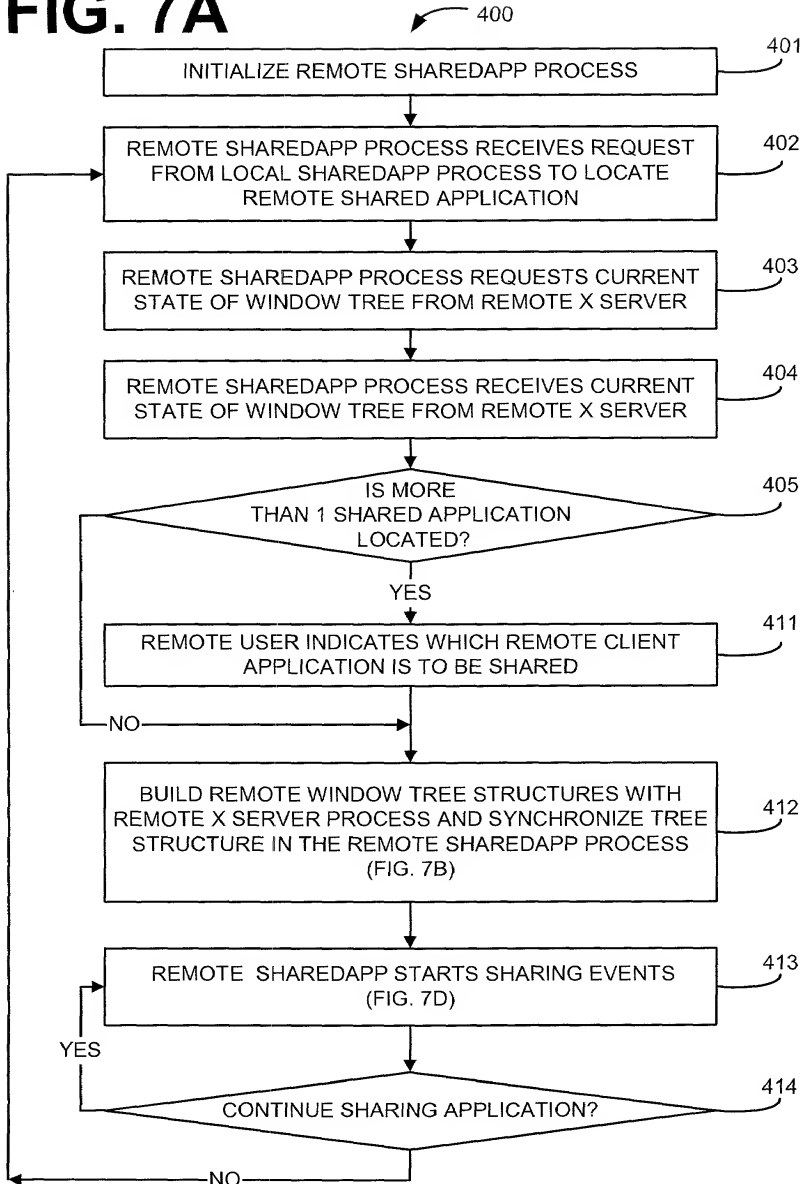 FIG. 7A
400
INITIALIZE REMOTE SHAREDAPP PROCESS
401
REMOTE SHAREDAPP PROCESS RECEIVES REQUEST
FROM LOCAL SHAREDAPP PROCESS TO LOCATE
REMOTE SHARED APPLICATION
402
REMOTE SHAREDAPP PROCESS REQUESTS CURRENT
STATE OF WINDOW TREE FROM REMOTE X SERVER
403
REMOTE SHAREDAPP PROCESS RECEIVES CURRENT
STATE OF WINDOW TREE FROM REMOTE X SERVER
404
IS MORE
THAN 1 SHARED APPLICATION
LOCATED?
405
YES
REMOTE USER INDICATES WHICH REMOTE CLIENT
APPLICATION IS TO BE SHARED
411
NO
BUILD REMOTE WINDOW TREE STRUCTURES WITH
REMOTE X SERVER PROCESS AND SYNCHRONIZE TREE
STRUCTURE IN THE REMOTE SHAREDAPP PROCESS
(FIG. 7B)
412
REMOTE SHAREDAPP STARTS SHARING EVENTS
(FIG. 7D)
413
YES
CONTINUE SHARING APPLICATION?
414
NO